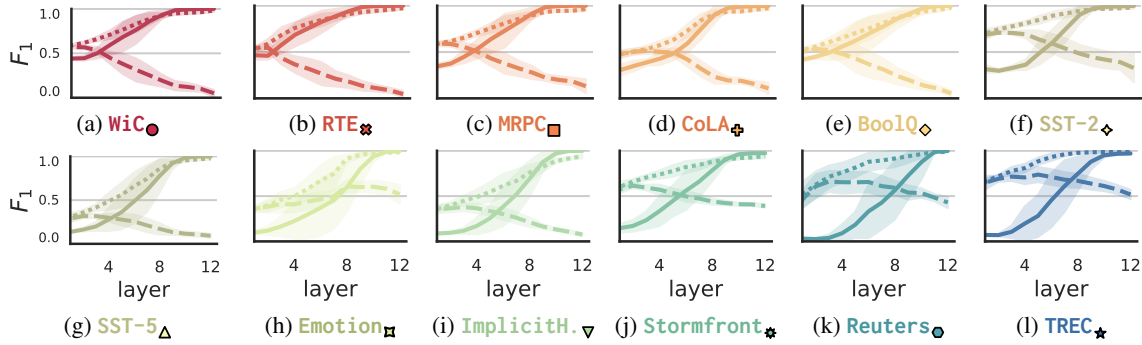 F1
1.0
0.5
0.0
(a) WiC
(b) RTE
(c) MRPC
(d) CoLA
(e) BoolQ
(f) SST-2
F1
1.0
0.5
0.0
4 8 12
4 8 12
4 8 12
4 8 12
4 8 12
4 8 12
layer
layer
layer
layer
layer
layer
(g) SST-5
(h) Emotion
(i) ImplicitH.
(j) Stormfront
(k) Reuters
(l) TREC